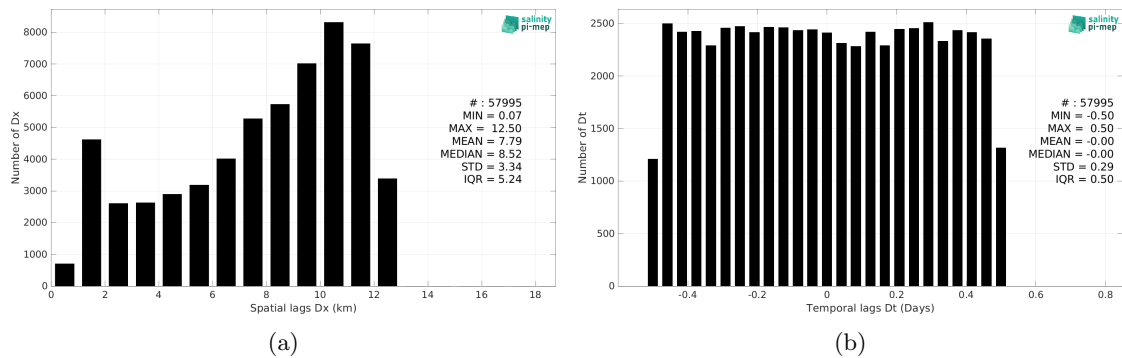 salinity
pi-mep
8000
7000
6000
5000
4000
3000
2000
1000
0
Number of Dx
# : 57995
MIN = 0.07
MAX = 12.50
MEAN = 7.79
MEDIAN = 8.52
STD = 3.34
IQR = 5.24
0 2 4 6 8 10 12 14 16 18
Spatial lags Dx (km)
(a)
salinity
pi-mep
2500
2000
1500
1000
500
0
Number of Dt
# : 57995
MIN = -0.50
MAX = 0.50
MEAN = -0.00
MEDIAN = -0.00
STD = 0.29
IQR = 0.50
-0.4 -0.2 0 0.2 0.4 0.6 0.8
Temporal lags Dt (Days)
(b)